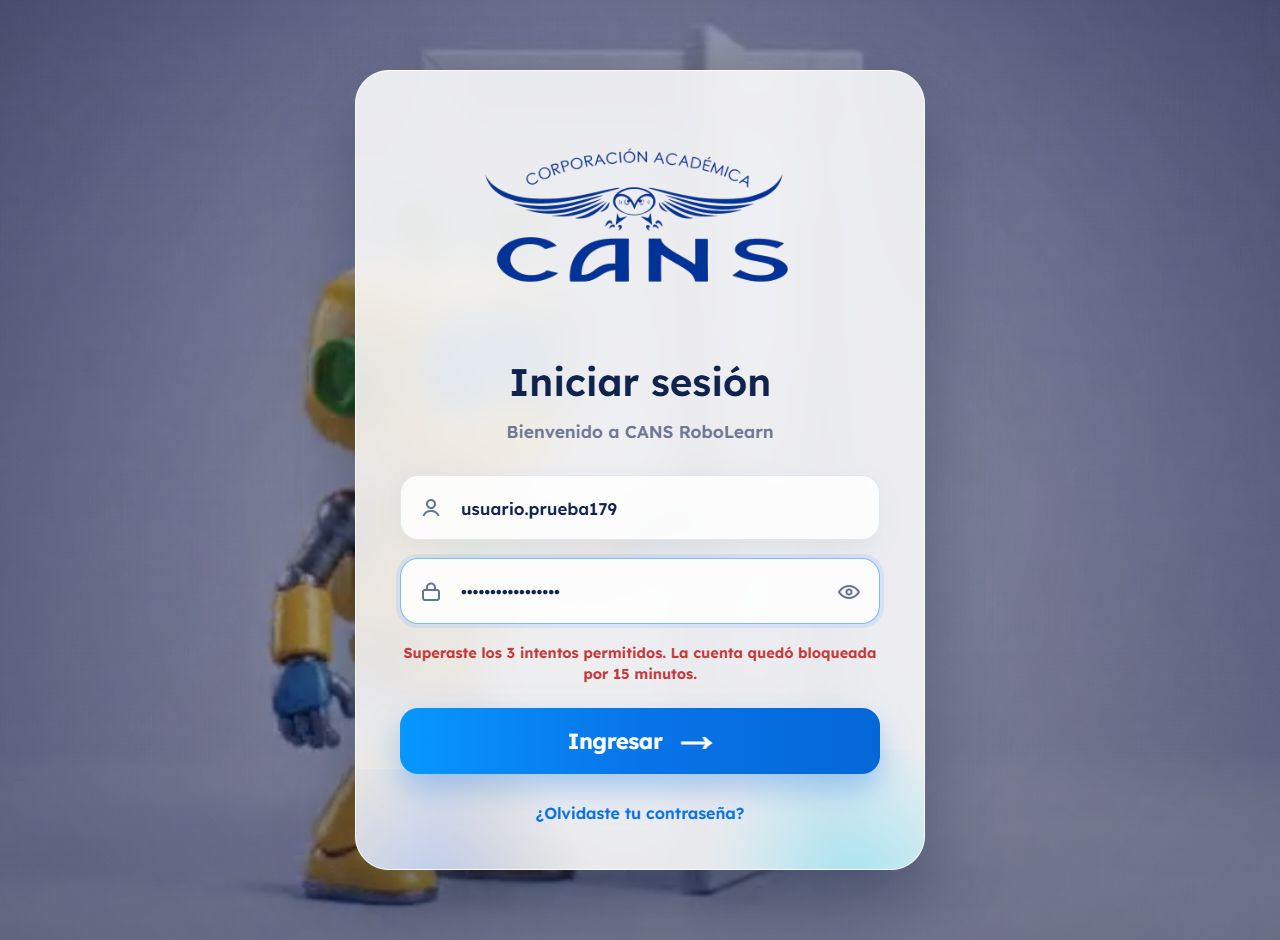 CORPORACIÓN ACADÉMICA
CANS
Iniciar sesión
Bienvenido a CANS RoboLearn
usuario.prueba179
•••••••••••••••••
Superaste los 3 intentos permitidos. La cuenta quedó bloqueada
por 15 minutos.
Ingresar →
¿Olvidaste tu contraseña?